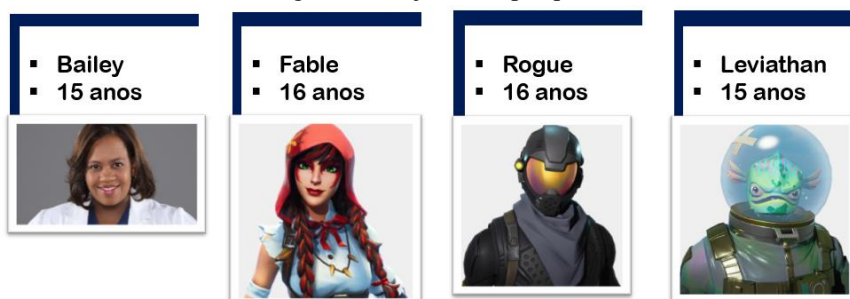 Bailey
15 anos
Fable
16 anos
Rogue
16 anos
Leviathan
15 anos